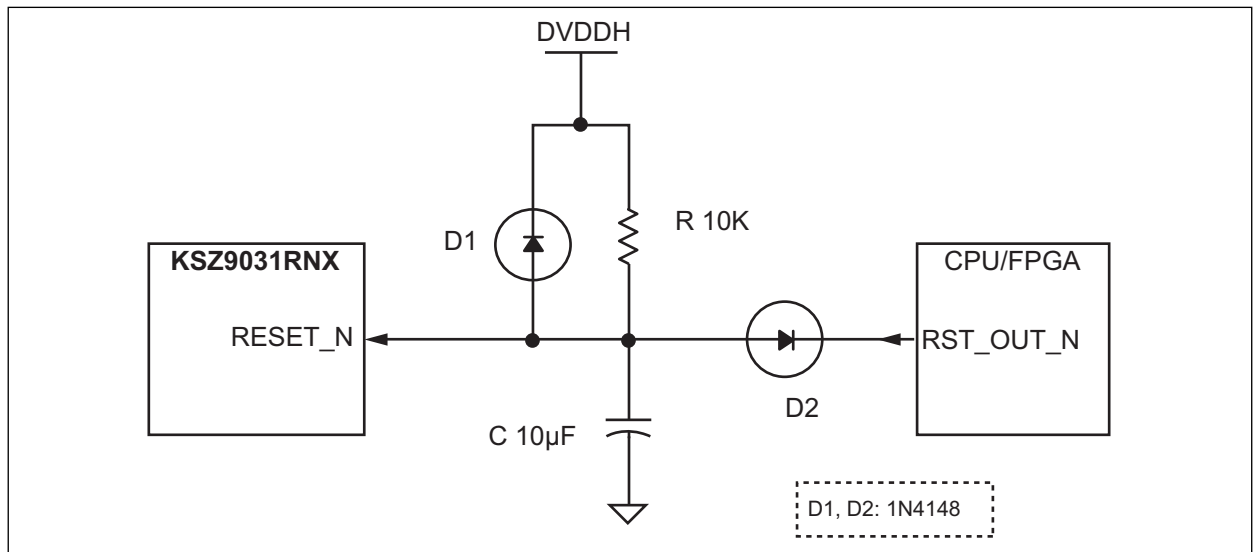 DVDDH
D1
R 10K
KSZ9031RNX
CPU/FPGA
RESET_N
RST_OUT_N
D2
C 10µF
D1, D2: 1N4148